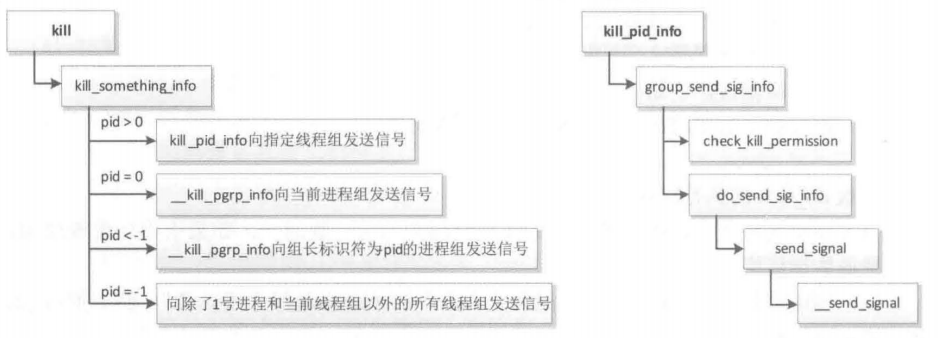 kill
kill_something_info
pid > 0
kill_pid_info向指定线程组发送信号
pid = 0
__kill_pgrp_info向当前进程组发送信号
pid < -1
__kill_pgrp_info向组长标识符为-pid的进程组发送信号
pid = -1
向除了1号进程和当前线程组以外的所有线程组发送信号
kill_pid_info
group_send_sig_info
check_kill_permission
do_send_sig_info
send_signal
__send_signal